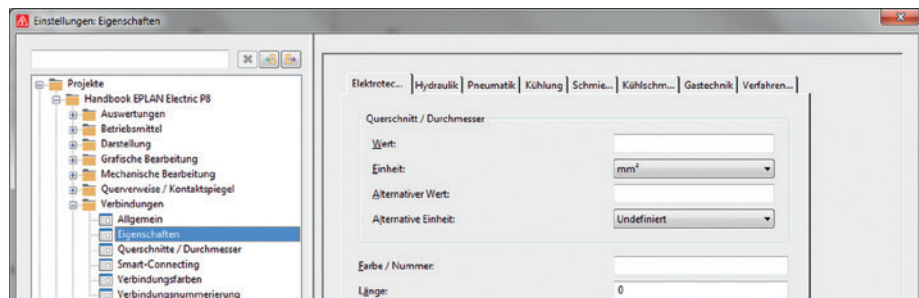 Einstellungen: Eigenschaften
Projekte
Handbook EPLAN Electric P8
Auswertungen
Betriebsmittel
Darstellung
Grafische Bearbeitung
Mechanische Bearbeitung
Querverweise / Kontaktspiegel
Verbindungen
Allgemein
Eigenschaften
Querschnitte / Durchmesser
Smart-Connecting
Verbindungsfarben
Verbindungsnummerierung
Elektrotec... Hydraulik Pneumatik Kühlung Schmie... Kühlschm... Gastechnik Verfahren...
Querschnitt / Durchmesser
Wert:
Einheit: mm²
Alternativer Wert:
Alternative Einheit: Undefiniert
Farbe / Nummer:
Länge: 0